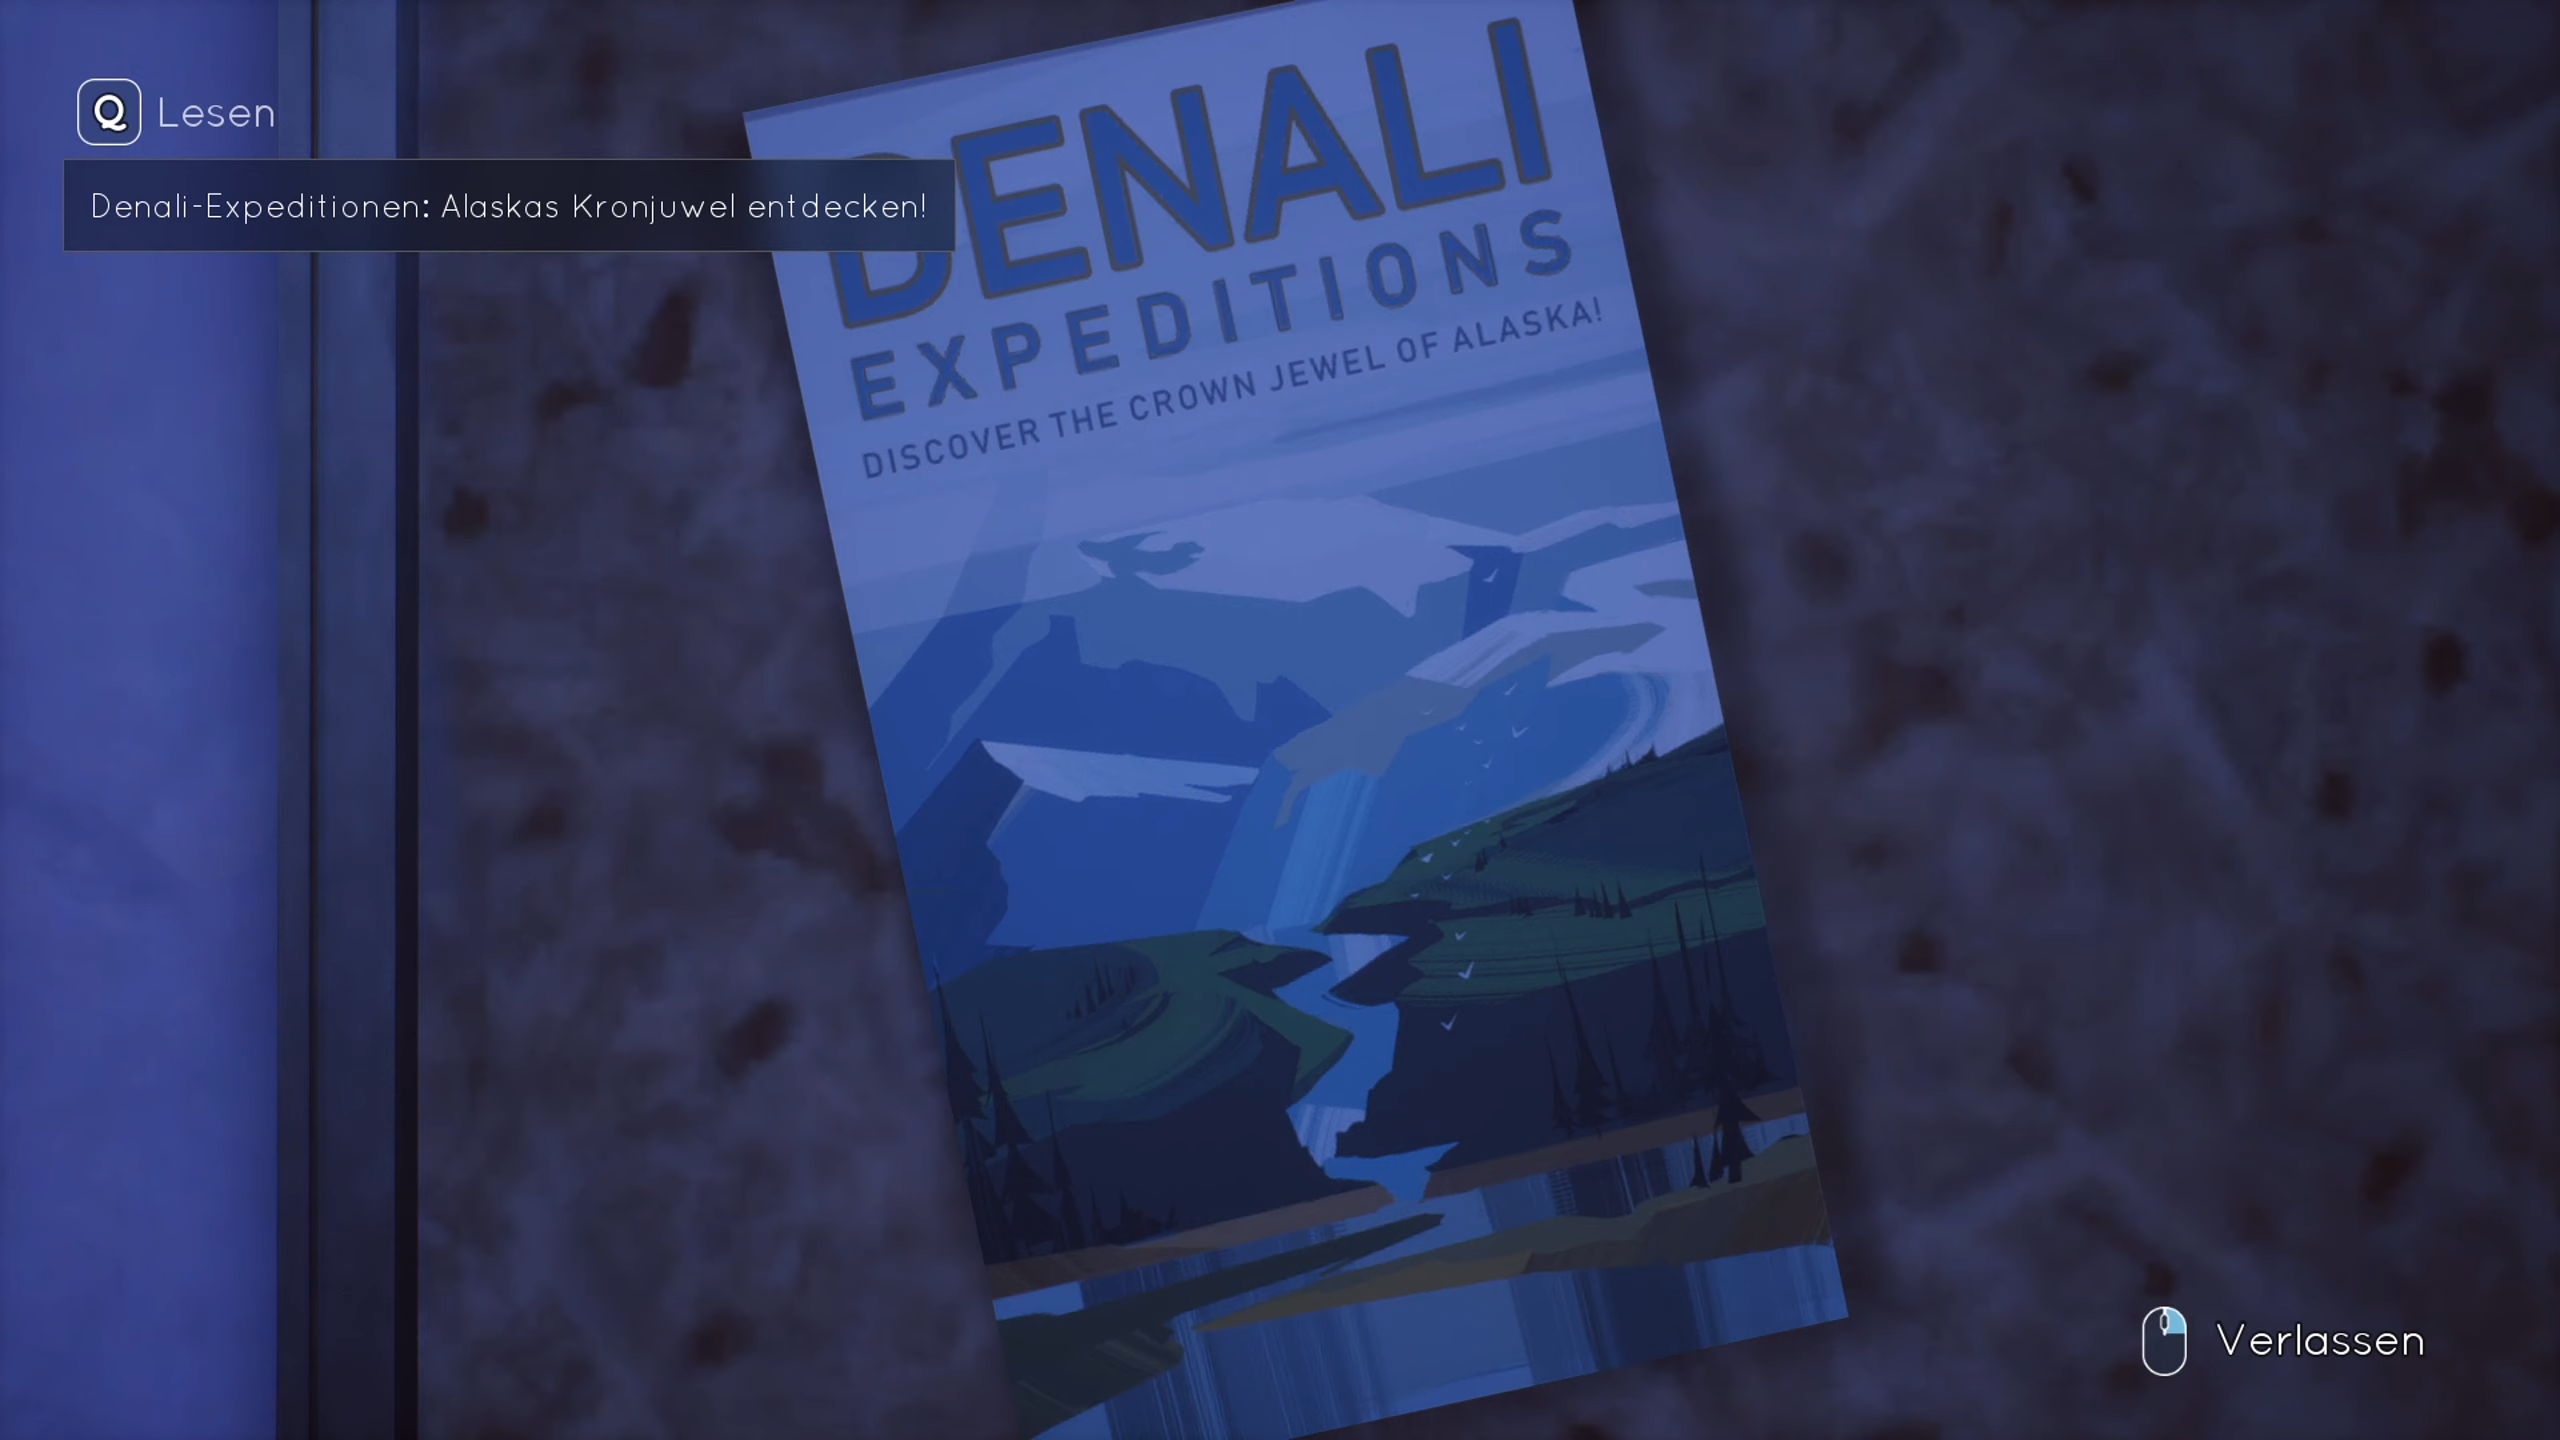 Q Lesen
Denali-Expeditionen: Alaskas Kronjuwel entdecken!
DENALI
EXPEDITIONS
DISCOVER THE CROWN JEWEL OF ALASKA!
Verlassen